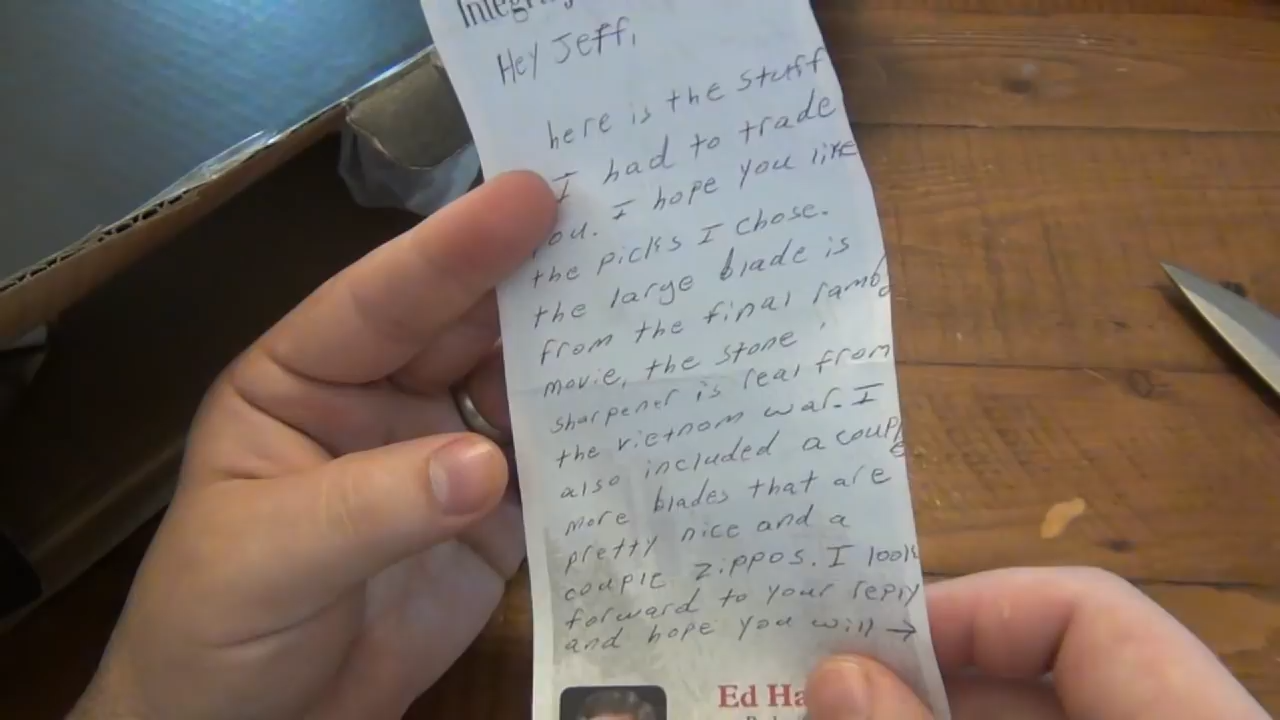 Hey Jeff,
here is the stuff
I had to trade
you. I hope you like
the picks I chose.
the large blade is
from the final rambo
movie, the stone
sharpener is real from
the vietnam war. I
also included a couple
more blades that are
pretty nice and a
couple zippos. I look
forward to your reply
and hope you will →
Ed